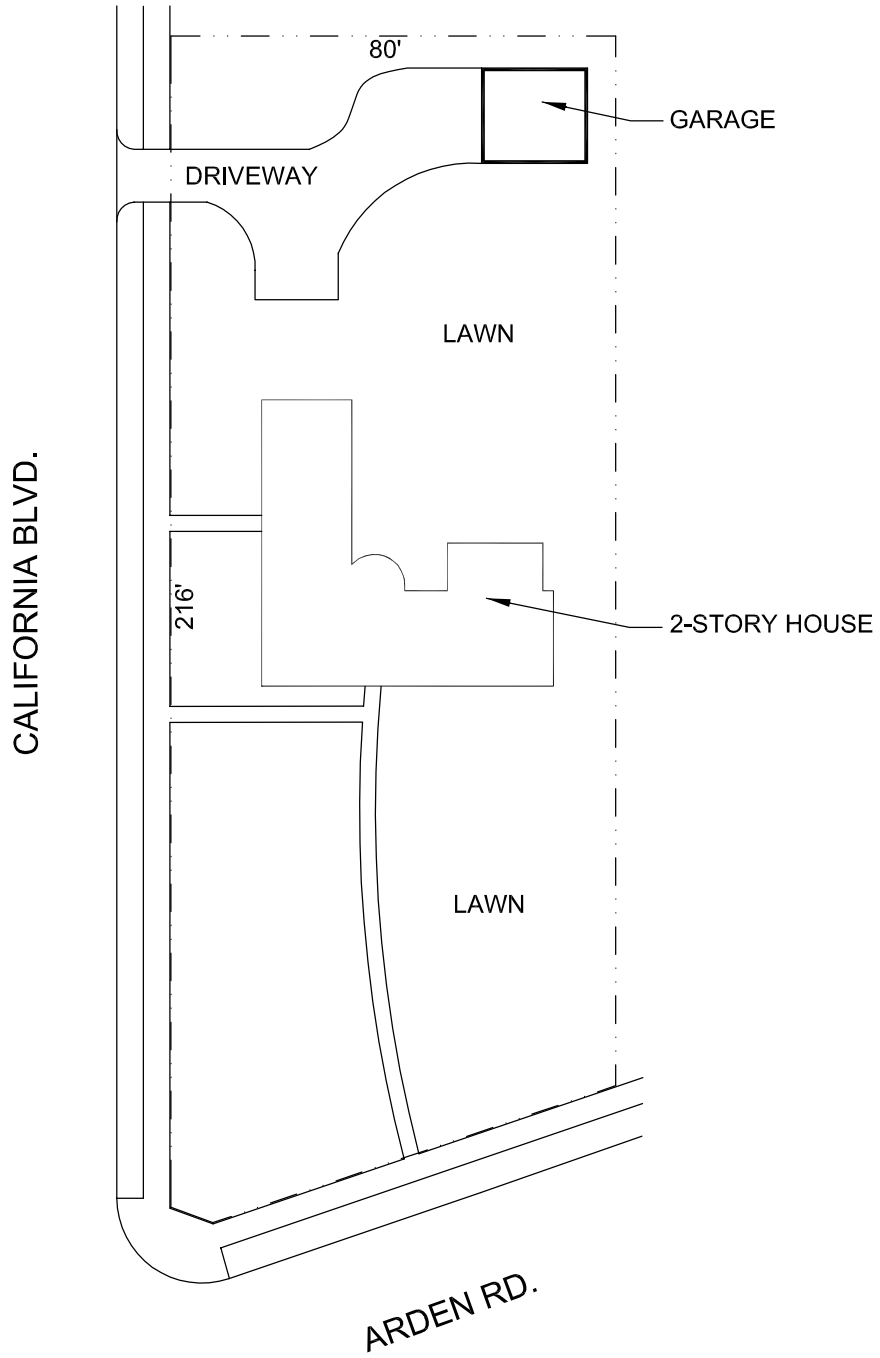 80'
GARAGE
DRIVEWAY
LAWN
CALIFORNIA BLVD.
216'
2-STORY HOUSE
LAWN
ARDEN RD.